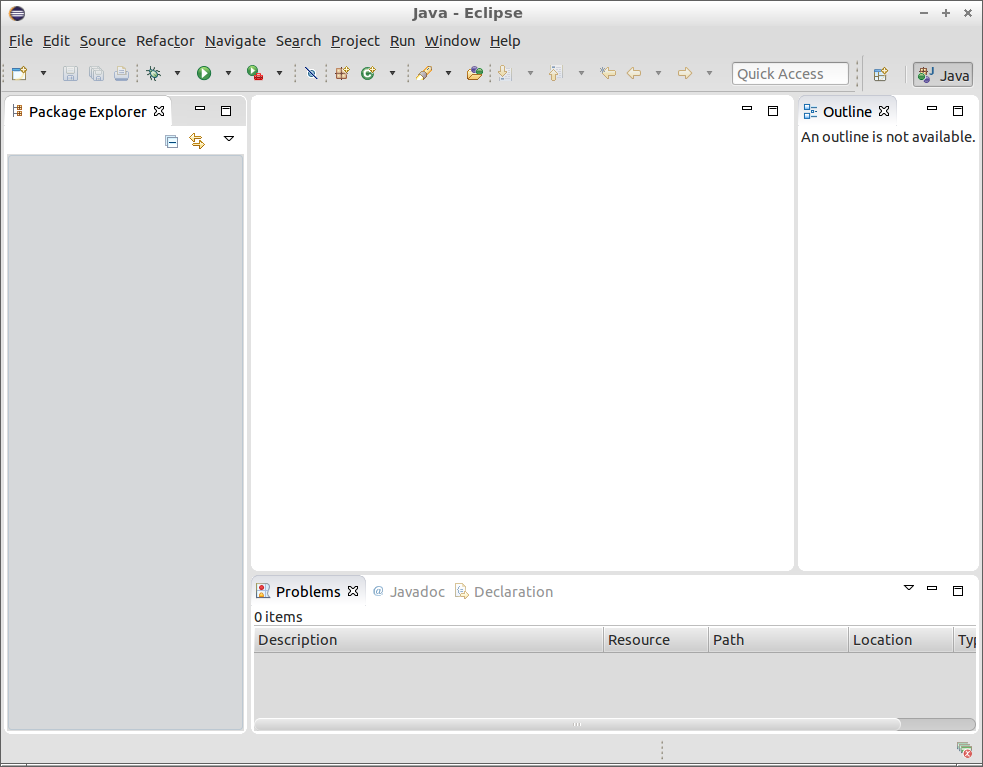 Java - Eclipse
File Edit Source Refactor Navigate Search Project Run Window Help
Quick Access Java
Package Explorer
Outline
An outline is not available.
Problems @ Javadoc Declaration
0 items
Description Resource Path Location Typ